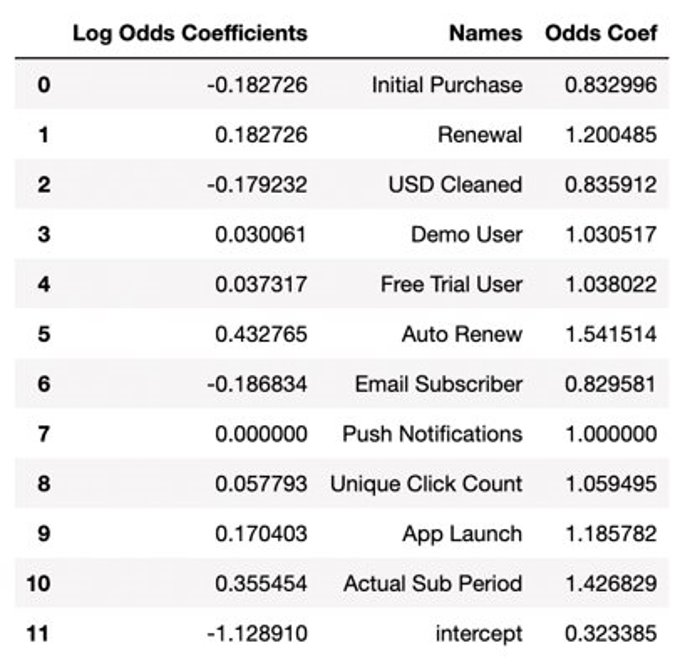 Log Odds Coefficients Names Odds Coef
0 -0.182726 Initial Purchase 0.832996
1 0.182726 Renewal 1.200485
2 -0.179232 USD Cleaned 0.835912
3 0.030061 Demo User 1.030517
4 0.037317 Free Trial User 1.038022
5 0.432765 Auto Renew 1.541514
6 -0.186834 Email Subscriber 0.829581
7 0.000000 Push Notifications 1.000000
8 0.057793 Unique Click Count 1.059495
9 0.170403 App Launch 1.185782
10 0.355454 Actual Sub Period 1.426829
11 -1.128910 intercept 0.323385